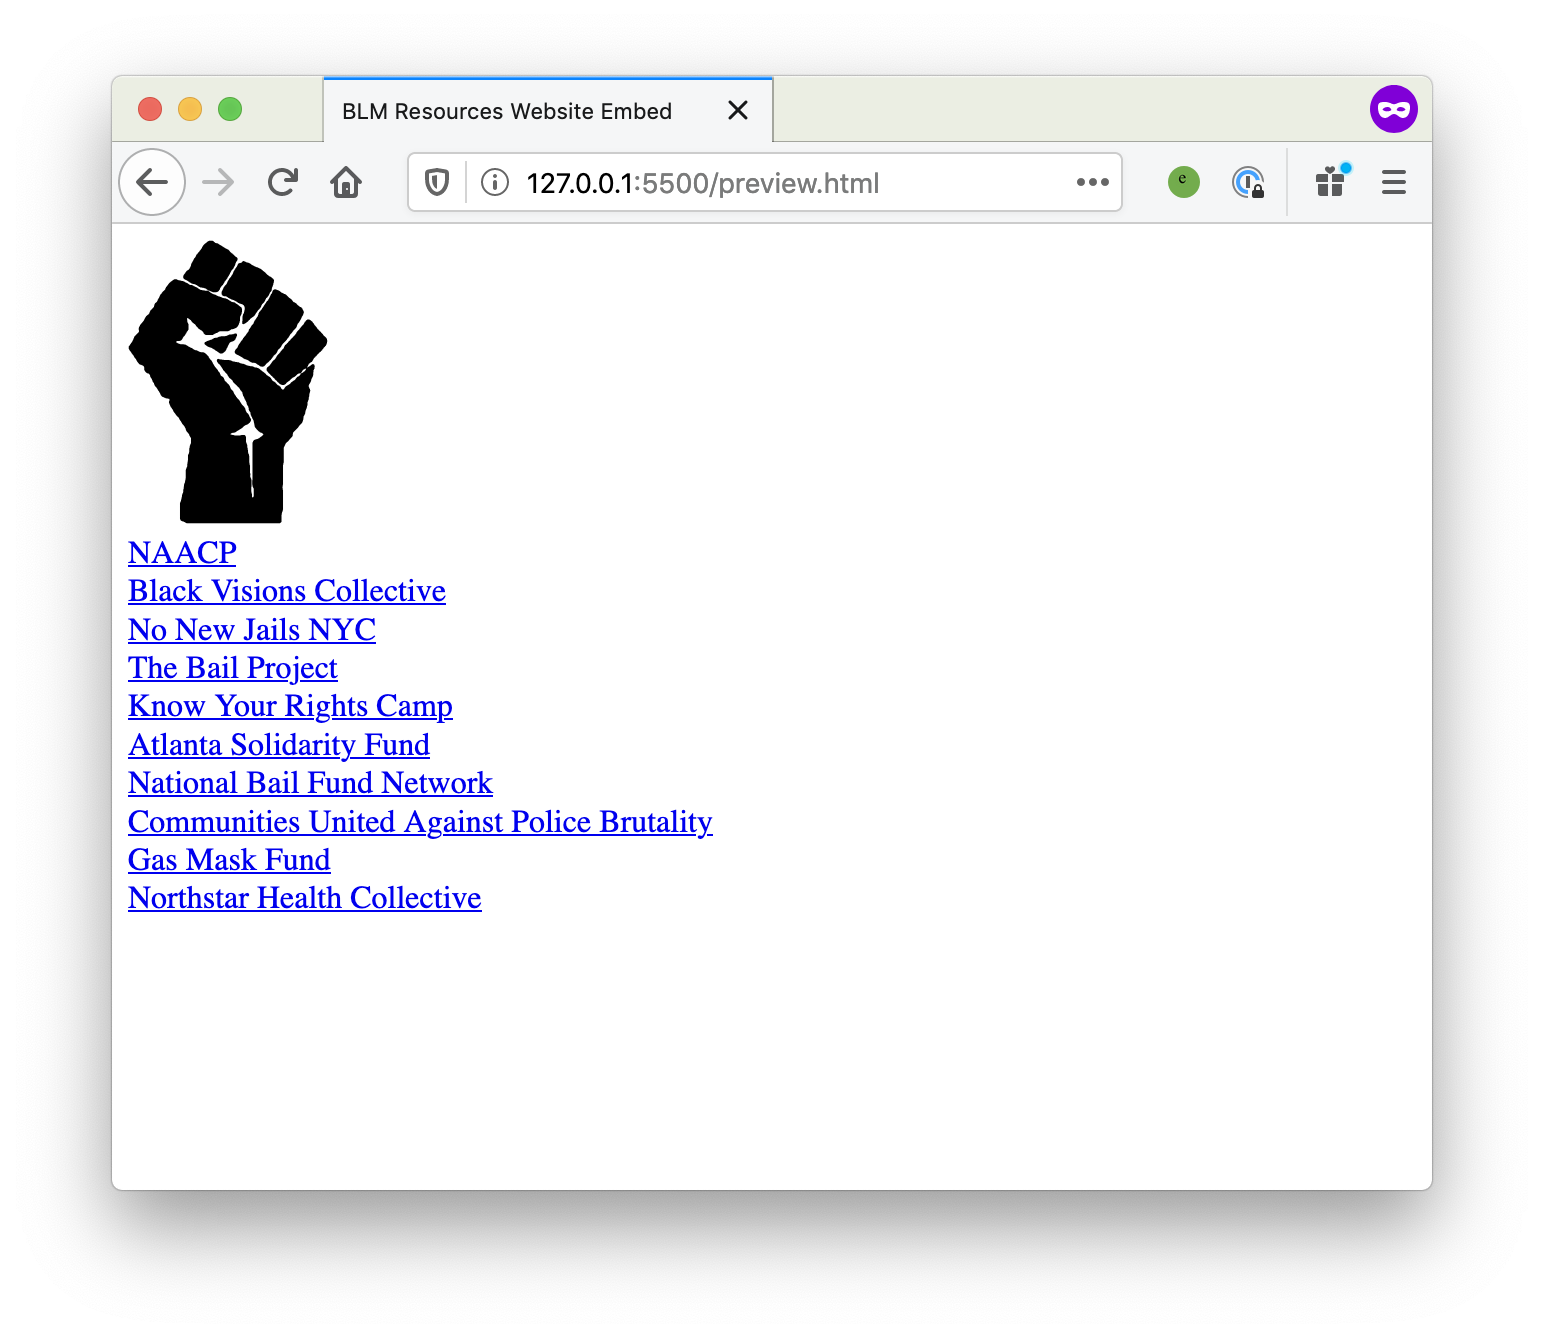 BLM Resources Website Embed
127.0.0.1:5500/preview.html
e
NAACP
Black Visions Collective
No New Jails NYC
The Bail Project
Know Your Rights Camp
Atlanta Solidarity Fund
National Bail Fund Network
Communities United Against Police Brutality
Gas Mask Fund
Northstar Health Collective